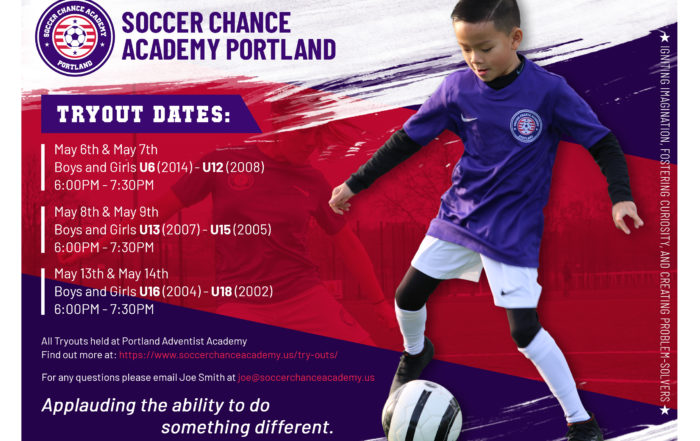 SOCCER CHANCE ACADEMY
PORTLAND
SOCCER CHANCE
ACADEMY PORTLAND
TRYOUT DATES:
May 6th & May 7th
Boys and Girls U6 (2014) - U12 (2008)
6:00PM - 7:30PM
May 8th & May 9th
Boys and Girls U13 (2007) - U15 (2005)
6:00PM - 7:30PM
May 13th & May 14th
Boys and Girls U16 (2004) - U18 (2002)
6:00PM - 7:30PM
All Tryouts held at Portland Adventist Academy
Find out more at: https://www.soccerchanceacademy.us/try-outs/
For any questions please email Joe Smith at joe@soccerchanceacademy.us
Applauding the ability to do
something different.
★ IGNITING IMAGINATION, FOSTERING CURIOSITY, AND CREATING PROBLEM-SOLVERS ★